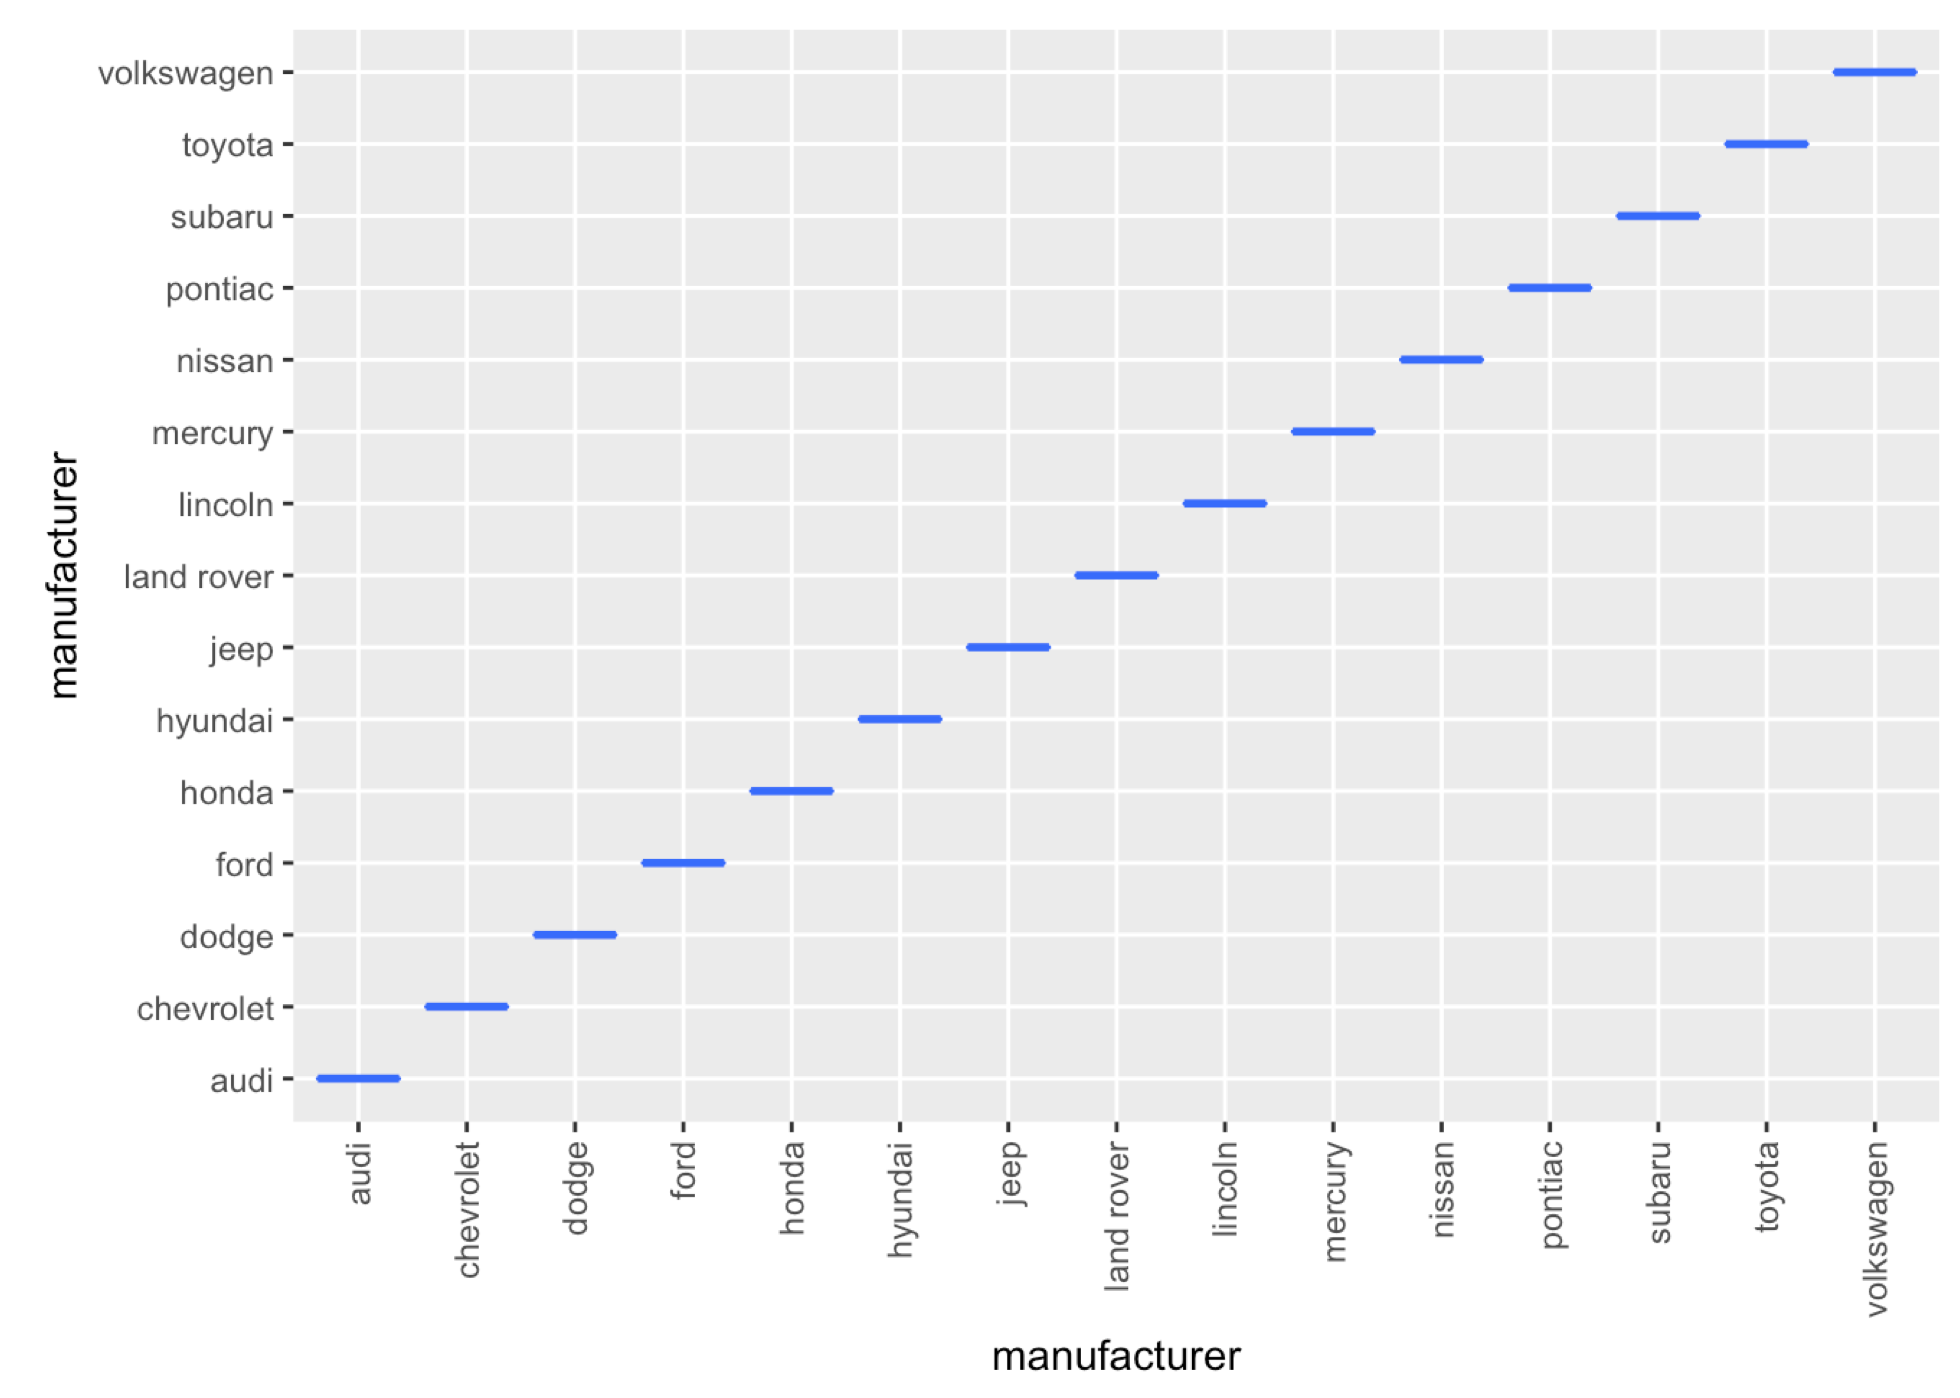 volkswagen
toyota
subaru
pontiac
nissan
mercury
lincoln
land rover
jeep
hyundai
honda
ford
dodge
chevrolet
audi
manufacturer
audi
chevrolet
dodge
ford
honda
hyundai
jeep
land rover
lincoln
mercury
nissan
pontiac
subaru
toyota
volkswagen
manufacturer